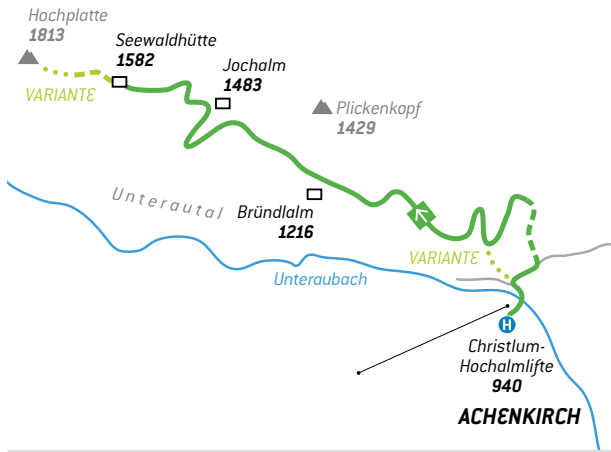 Hochplatte
1813
Seewaldhütte
1582
Jochalm
1483
VARIANTE
Plickenkopf
1429
Unterautal
Bründlalm
1216
VARIANTE
Unteraubach
H
Christlum-
Hochalmlifte
940
ACHENKIRCH